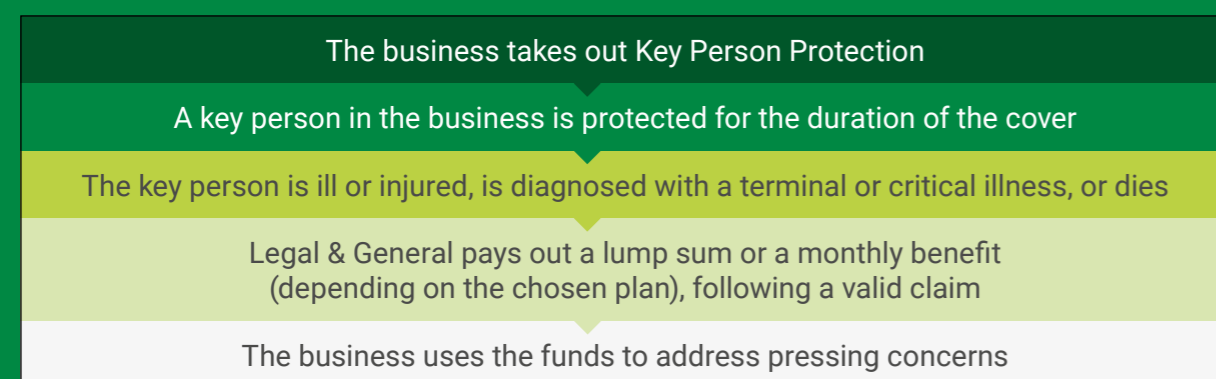 The business takes out Key Person Protection
A key person in the business is protected for the duration of the cover
The key person is ill or injured, is diagnosed with a terminal or critical illness, or dies
Legal & General pays out a lump sum or a monthly benefit
(depending on the chosen plan), following a valid claim
The business uses the funds to address pressing concerns